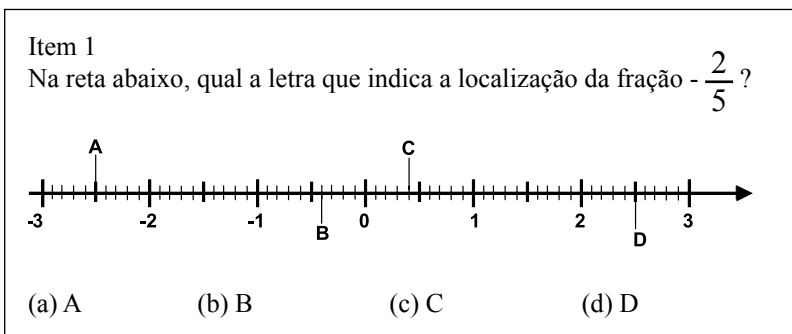 Item 1
Na reta abaixo, qual a letra que indica a localização da fração - 2/5 ?
A C
-3 -2 -1 0 1 2 3
B D
(a) A (b) B (c) C (d) D